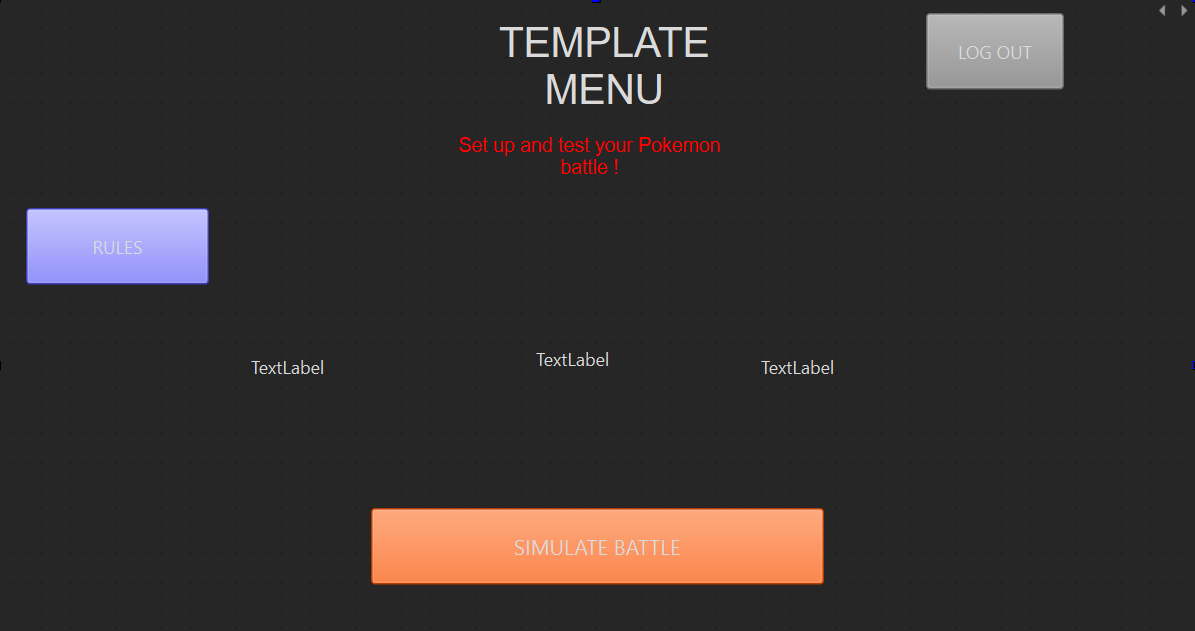 TEMPLATE
MENU
LOG OUT
Set up and test your Pokemon
battle !
RULES
TextLabel
TextLabel
TextLabel
SIMULATE BATTLE